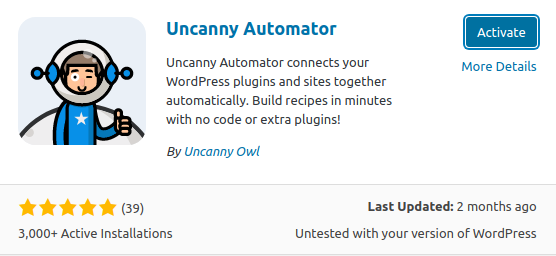 Uncanny Automator
Activate
More Details
Uncanny Automator connects your
WordPress plugins and sites together
automatically. Build recipes in minutes
with no code or extra plugins!
By Uncanny Owl
(39)
Last Updated: 2 months ago
3,000+ Active Installations
Untested with your version of WordPress